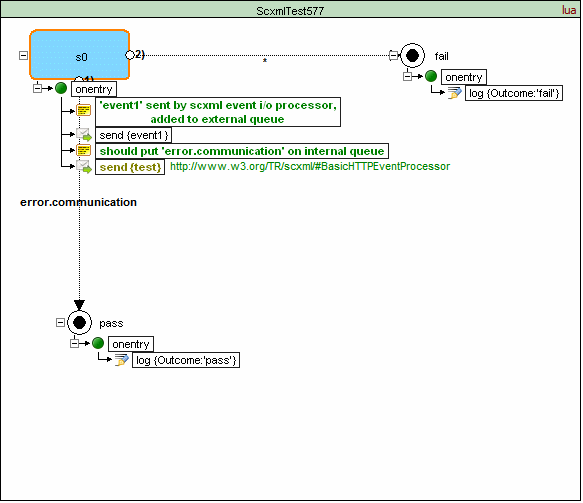 ScxmlTest577
lua
s0
2)
*
fail
1)
onentry
onentry
log {Outcome:'fail'}
'event1' sent by scxml event i/o processor,
added to external queue
send {event1}
should put 'error.communication' on internal queue
send {test} http://www.w3.org/TR/scxml/#BasicHTTPEventProcessor
error.communication
pass
onentry
log {Outcome:'pass'}